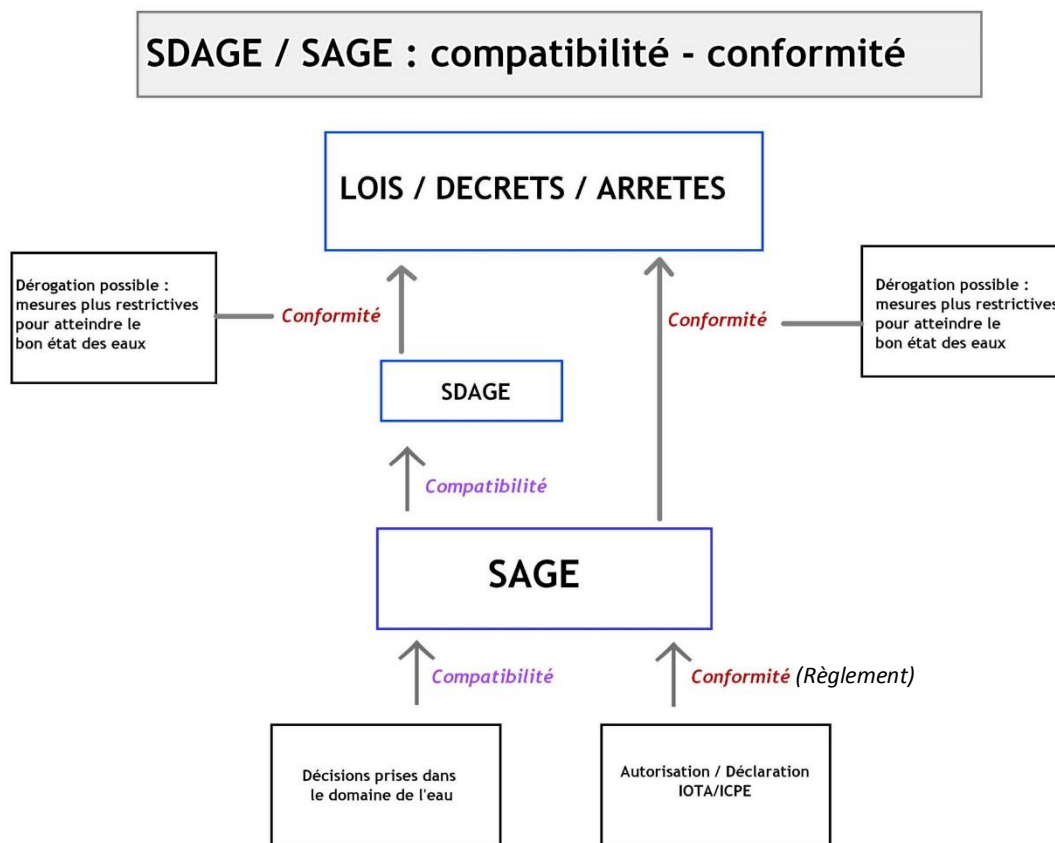 SDAGE / SAGE : compatibilité - conformité
LOIS / DECRETS / ARRETES
Dérogation possible :
mesures plus restrictives
pour atteindre le
bon état des eaux
Conformité
Conformité
Dérogation possible :
mesures plus restrictives
pour atteindre le
bon état des eaux
SDAGE
Compatibilité
SAGE
Compatibilité
Conformité (Règlement)
Décisions prises dans
le domaine de l'eau
Autorisation / Déclaration
IOTA/ICPE